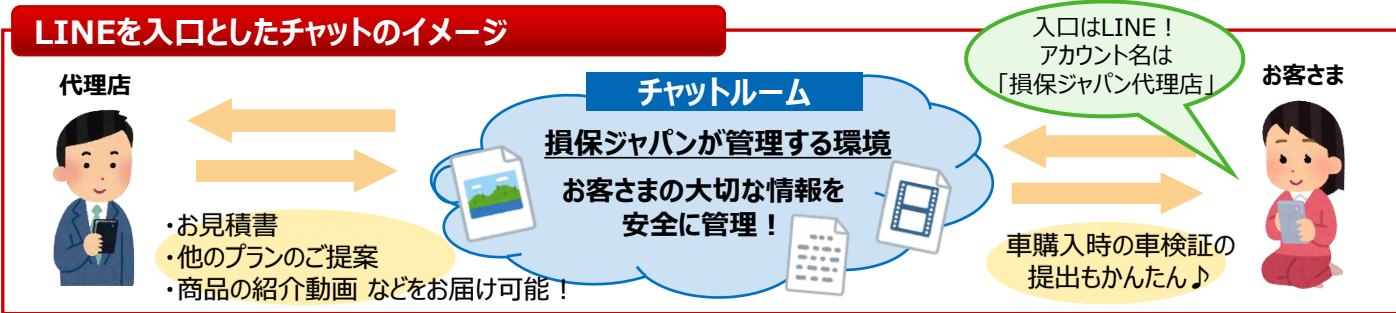 LINEを入口としたチャットのイメージ
入口はLINE！
アカウント名は
「損保ジャパン代理店」
代理店
お客さま
チャットルーム
損保ジャパンが管理する環境
お客さまの大切な情報を
安全に管理！
・お見積書
・他のプランのご提案
・商品の紹介動画 などをお届け可能！
車購入時の車検証の
提出もかんたん♪